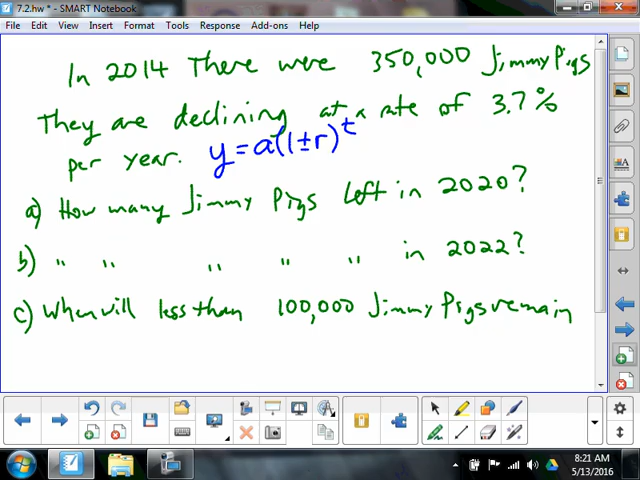 7.2.hw * - SMART Notebook
File Edit View Insert Format Tools Response Add-ons Help
In 2014 There were 350,000 Jimmy Pigs
They are declining at a rate of 3.7%
per year. y = a(1±r)^t
a) How many Jimmy Pigs left in 2020?
b) " " " " " in 2022?
c) When will less than 100,000 Jimmy Pigs remain
8:21 AM
5/13/2016